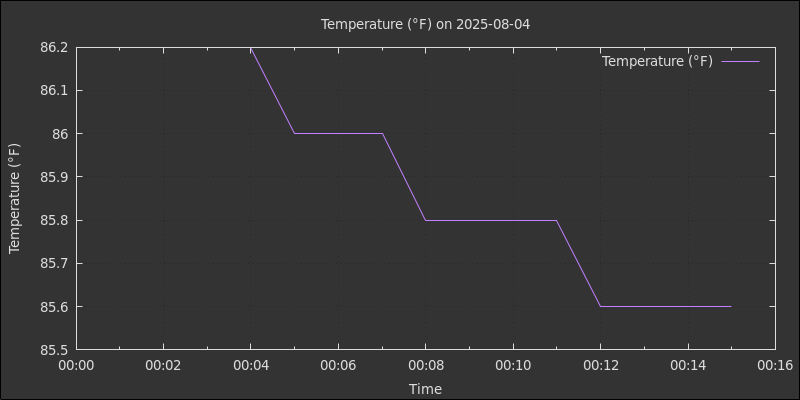 Temperature (°F) on 2025-08-04
Temperature (°F)
86.2
86.1
86
85.9
85.8
85.7
85.6
85.5
Temperature (°F)
00:00 00:02 00:04 00:06 00:08 00:10 00:12 00:14 00:16
Time